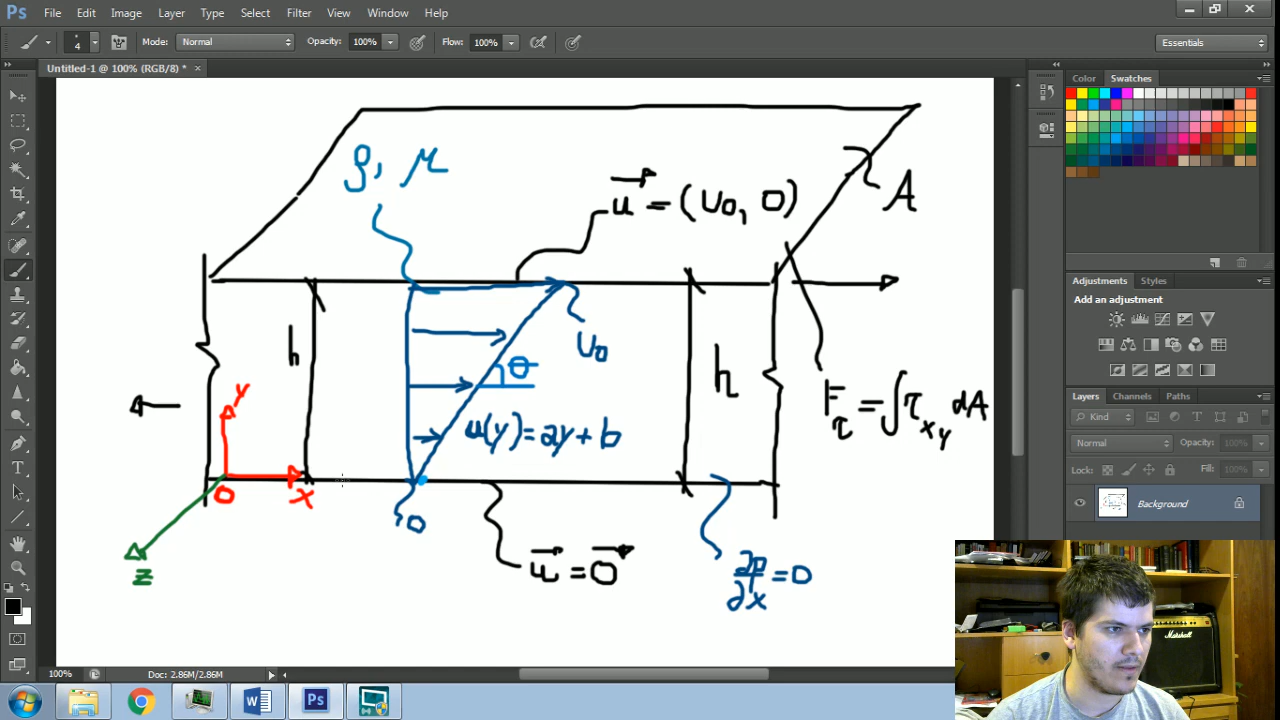 Ps File Edit Image Layer Type Select Filter View Window Help
4 Mode: Normal Opacity: 100% Flow: 100% Essentials
Untitled-1 @ 100% (RGB/8) * ×
Color Swatches
ρ, μ
u⃗ = (U0, 0)
A
h
U0
θ
h
u(y) = ay + b
Fτ = ∫τxy dA
y
0 x
z
0
u⃗ = 0⃗
∂p/∂x = 0
Adjustments Styles
Add an adjustment
Layers Channels Paths
Kind
Normal Opacity:
Lock: Fill:
Background
100% Doc: 2.86M/2.86M
Marshall